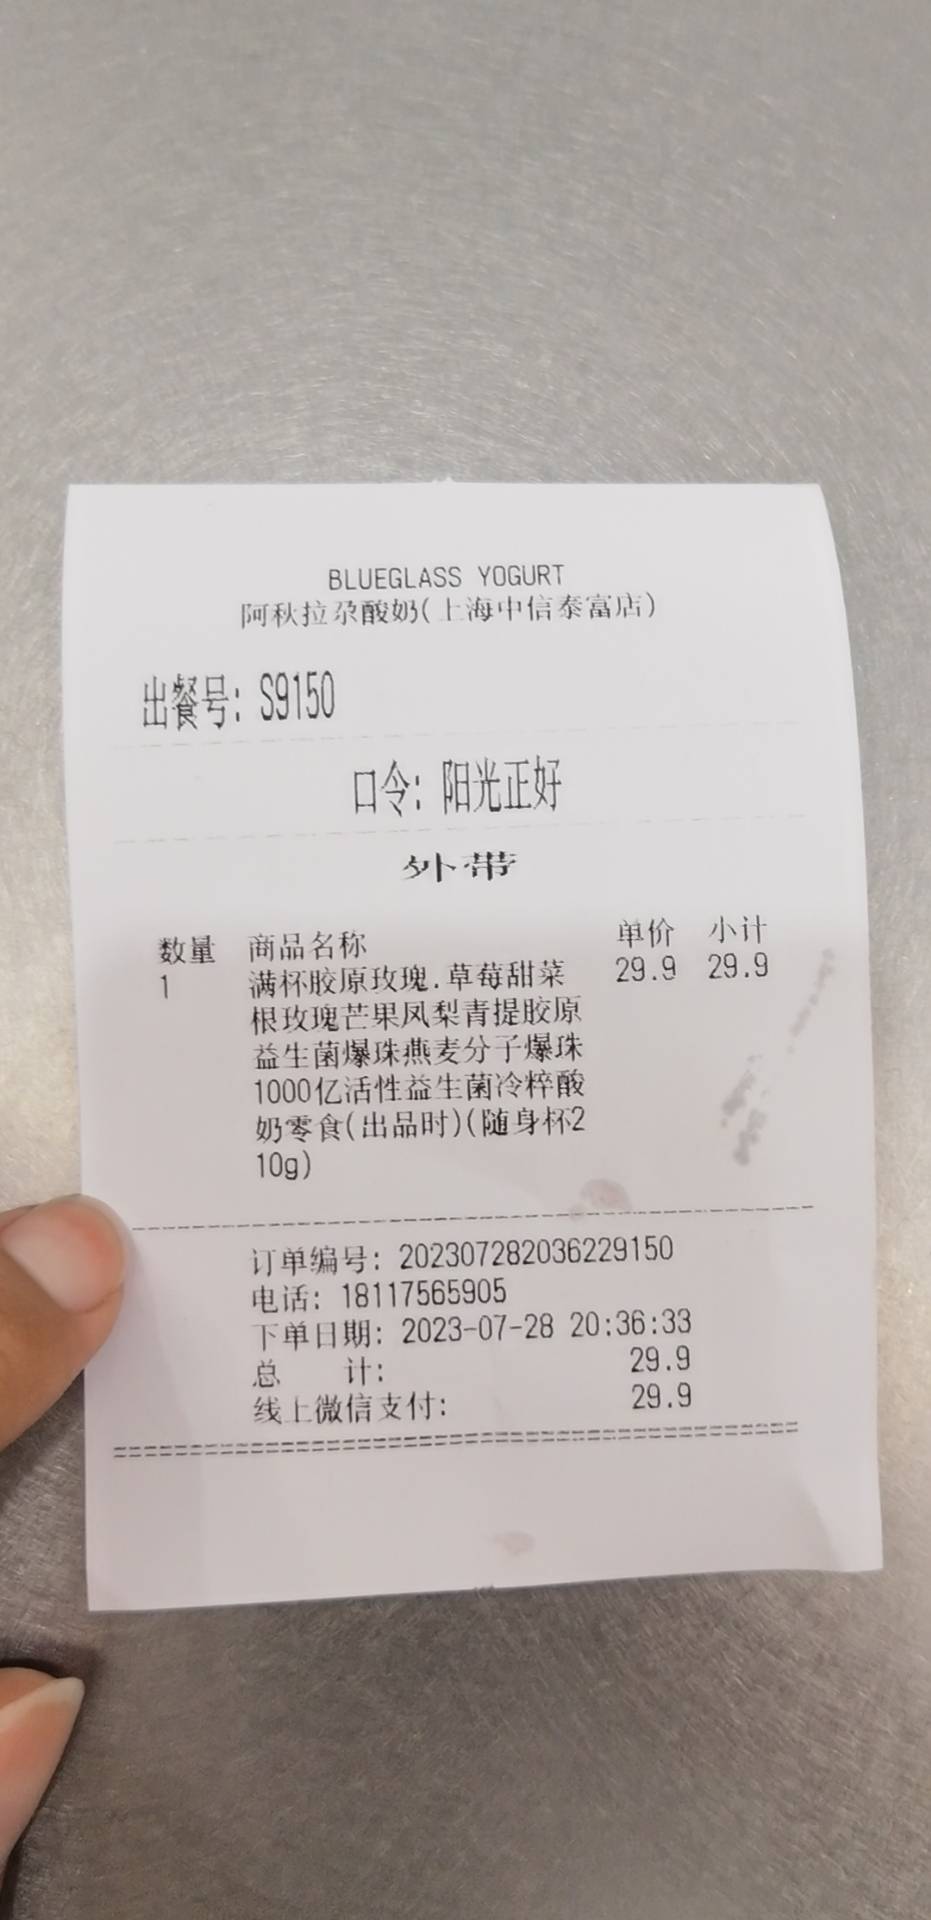 BLUEGLASS YOGURT
阿秋拉尕酸奶(上海中信泰富店)
出餐号: S9150
口令: 阳光正好
外带
数量 商品名称 单价 小计
1 满杯胶原玫瑰.草莓甜菜 29.9 29.9
根玫瑰芒果凤梨青提胶原
益生菌爆珠燕麦分子爆珠
1000亿活性益生菌冷粹酸
奶零食(出品时)(随身杯2
10g)
订单编号: 202307282036229150
电话: 18117565905
下单日期: 2023-07-28 20:36:33
总 计: 29.9
线上微信支付: 29.9